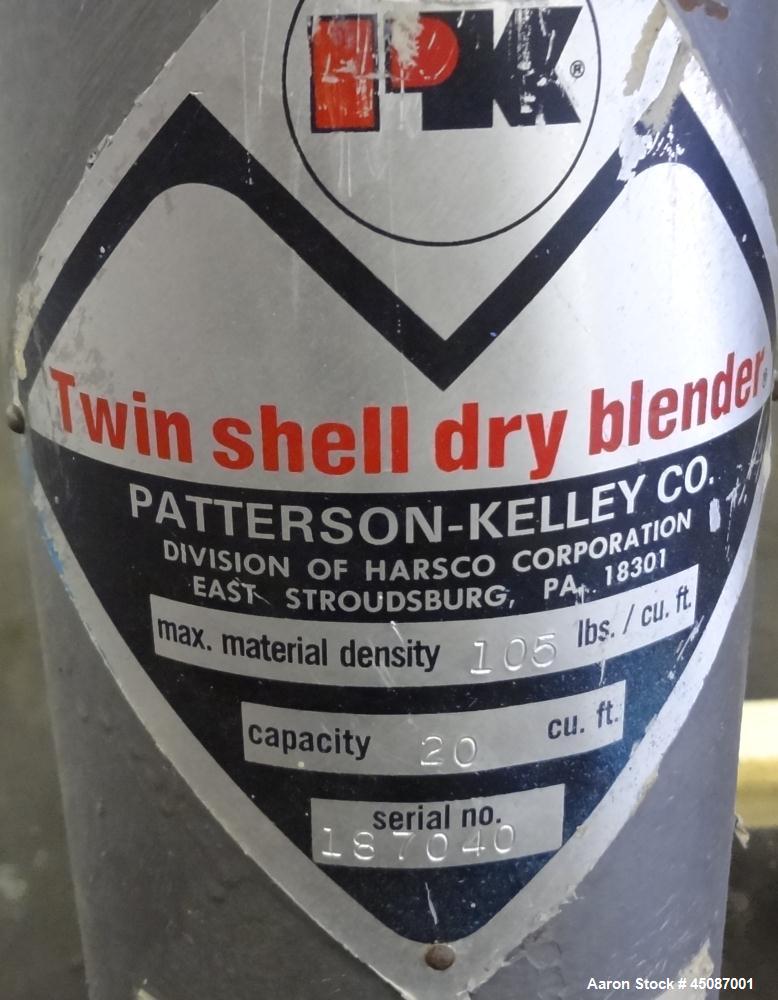 PK®
Twin shell dry blender®
PATTERSON-KELLEY CO.
DIVISION OF HARSCO CORPORATION
EAST STROUDSBURG, PA. 18301
max. material density 105 lbs. / cu. ft.
capacity 20 cu. ft.
serial no.
187040
Aaron Stock # 45087001